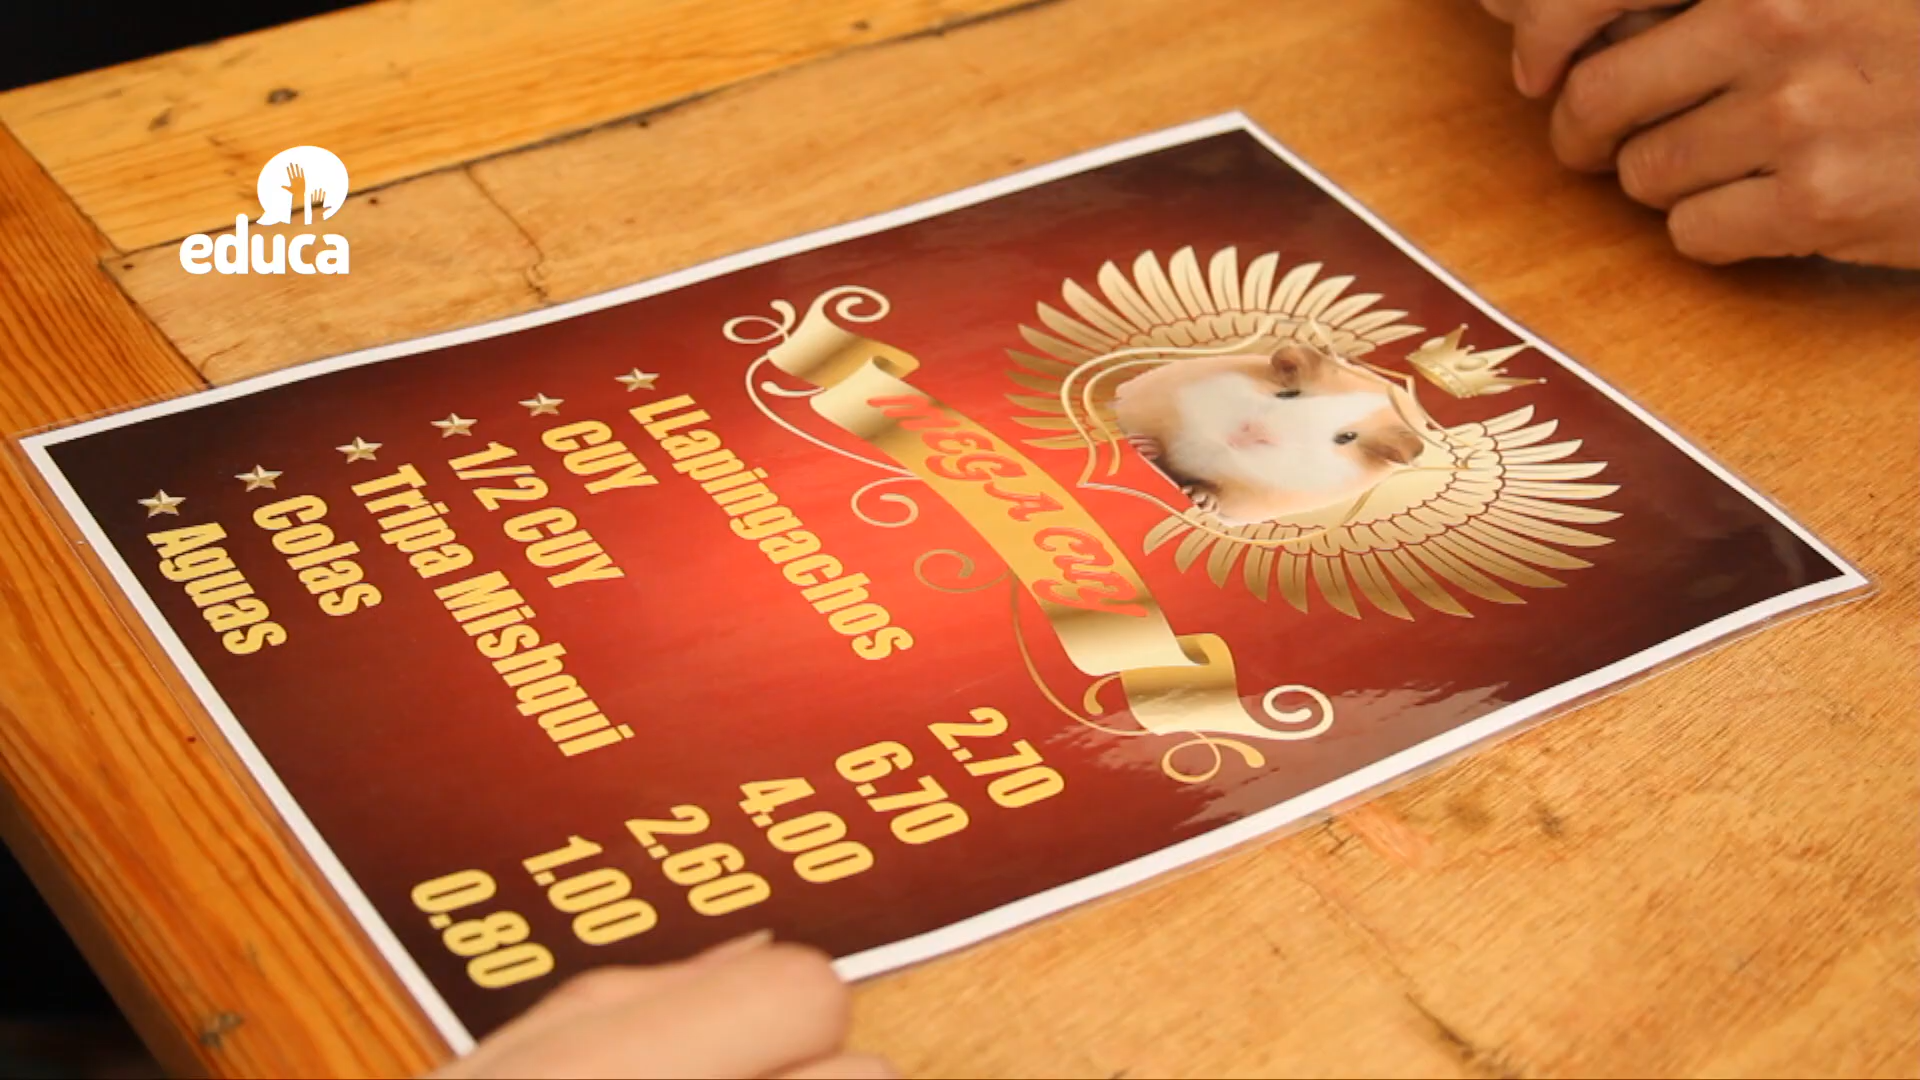 educa
MEGA CUY
LLapingachos 2.70
CUY 6.70
1/2 CUY 4.00
Tripa Mishqui 2.60
Colas 1.00
Aguas 0.80